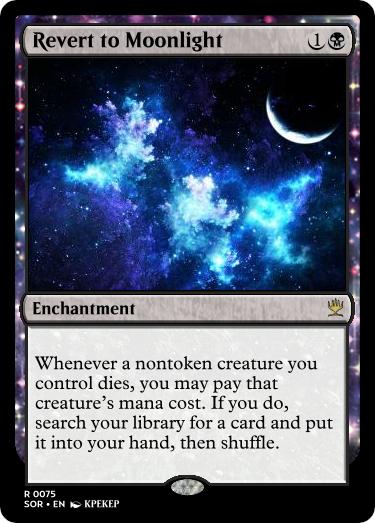 Revert to Moonlight 1
Enchantment
Whenever a nontoken creature you
control dies, you may pay that
creature's mana cost. If you do,
search your library for a card and put
it into your hand, then shuffle.
R 0075
SOR • EN KPEKEP